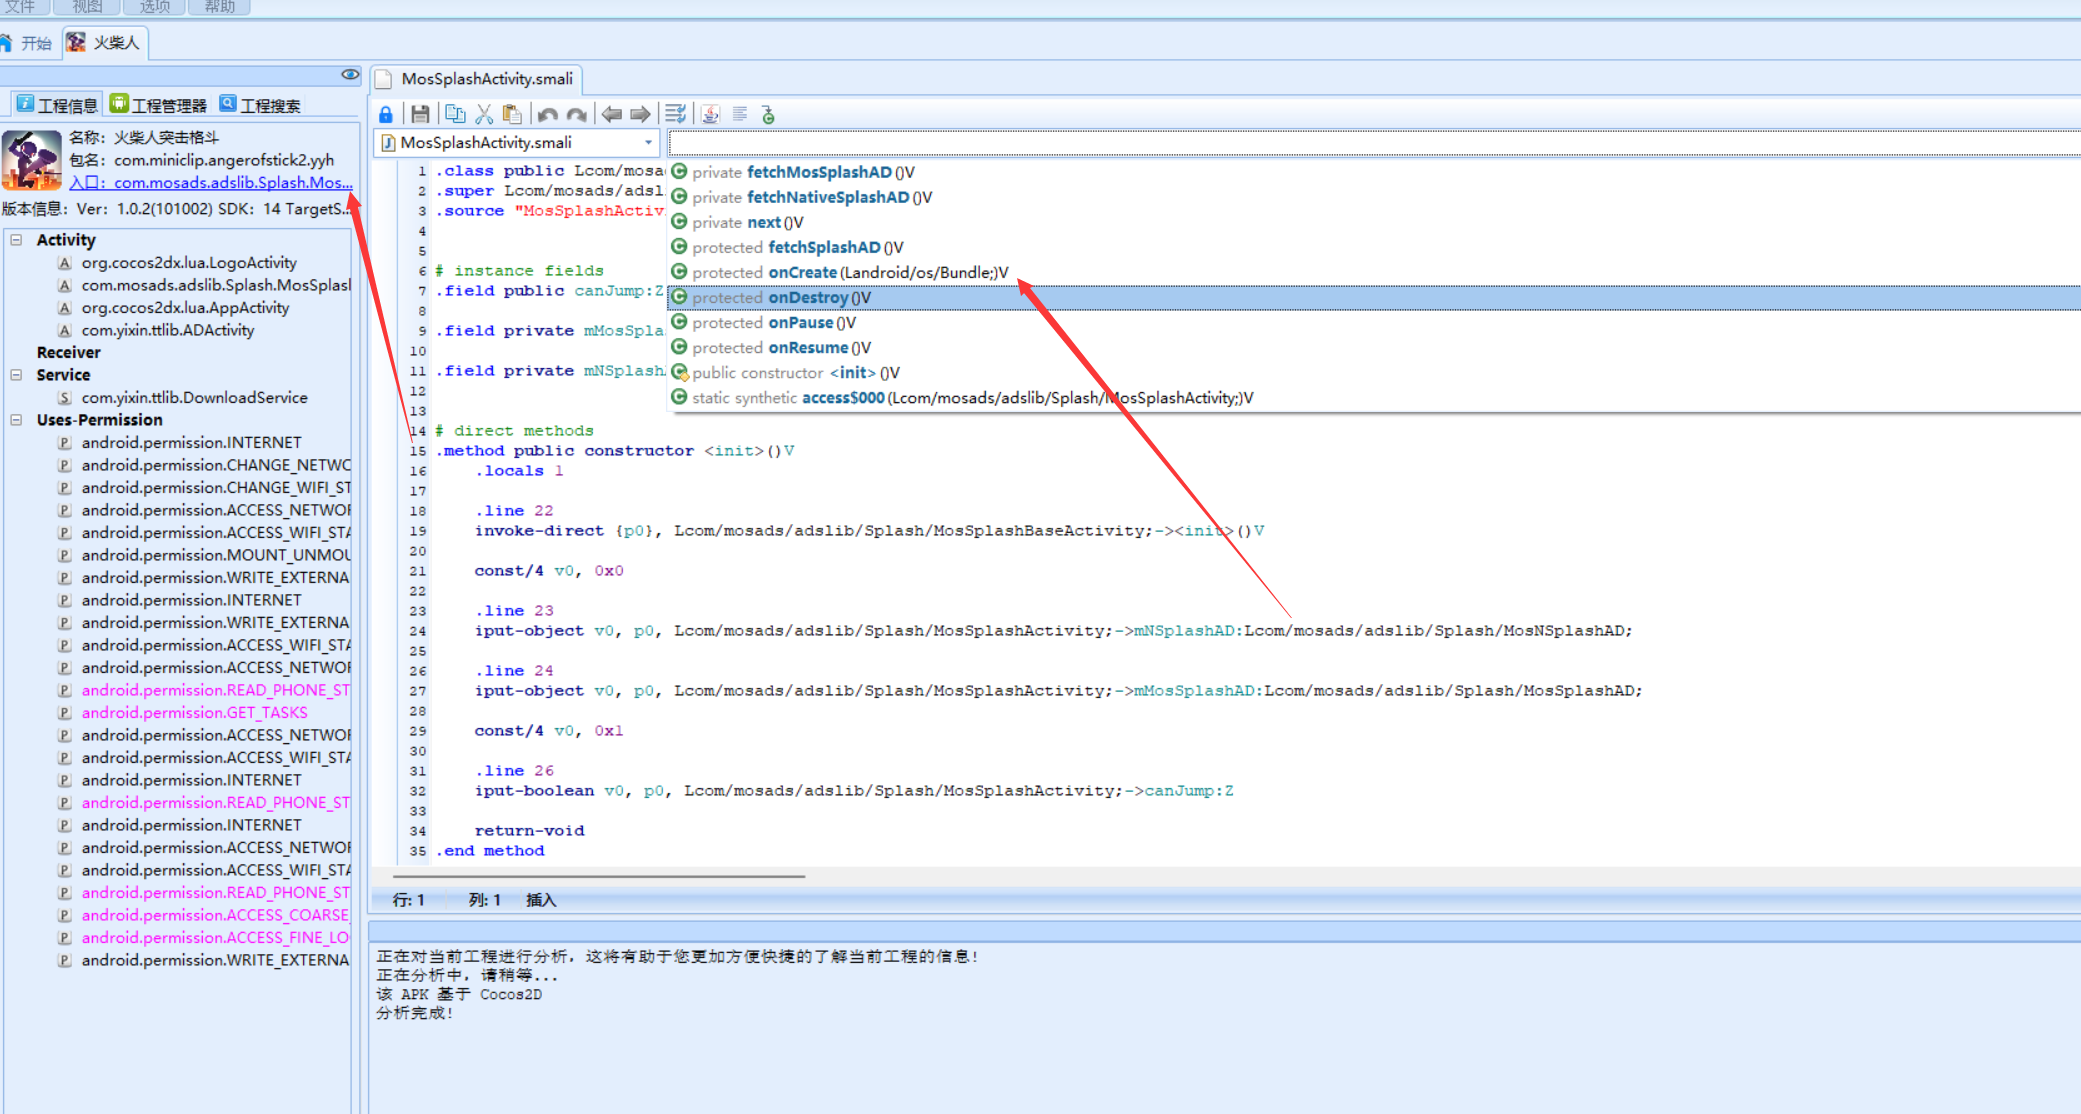 文件 视图 选项 帮助
开始 火柴人
工程信息 工程管理器 工程搜索
名称：火柴人突击格斗
包名：com.miniclip.angerofstick2.yyh
入口：com.mosads.adslib.Splash.Mos...
版本信息：Ver：1.0.2(101002) SDK：14 TargetS...
Activity
org.cocos2dx.lua.LogoActivity
com.mosads.adslib.Splash.MosSplasl
org.cocos2dx.lua.AppActivity
com.yixin.ttlib.ADActivity
Receiver
Service
com.yixin.ttlib.DownloadService
Uses-Permission
android.permission.INTERNET
android.permission.CHANGE_NETWO
android.permission.CHANGE_WIFI_ST
android.permission.ACCESS_NETWOR
android.permission.ACCESS_WIFI_STA
android.permission.MOUNT_UNMOU
android.permission.WRITE_EXTERNA
android.permission.INTERNET
android.permission.WRITE_EXTERNA
android.permission.ACCESS_WIFI_STA
android.permission.ACCESS_NETWOR
android.permission.READ_PHONE_ST
android.permission.GET_TASKS
android.permission.ACCESS_NETWOR
android.permission.ACCESS_WIFI_STA
android.permission.INTERNET
android.permission.READ_PHONE_ST
android.permission.INTERNET
android.permission.ACCESS_NETWOR
android.permission.ACCESS_WIFI_STA
android.permission.READ_PHONE_ST
android.permission.ACCESS_COARSE_
android.permission.ACCESS_FINE_LO
android.permission.WRITE_EXTERNA
MosSplashActivity.smali
MosSplashActivity.smali
private fetchMosSplashAD()V
private fetchNativeSplashAD()V
private next()V
protected fetchSplashAD()V
protected onCreate(Landroid/os/Bundle;)V
protected onDestroy()V
protected onPause()V
protected onResume()V
public constructor <init>()V
static synthetic access$000(Lcom/mosads/adslib/Splash/MosSplashActivity;)V
1 .class public Lcom/mosa
2 .super Lcom/mosads/adsl
3 .source "MosSplashActiv
4
5
6 # instance fields
7 .field public canJump:Z
8
9 .field private mMosSpla
10
11 .field private mNSplash
12
13
14 # direct methods
15 .method public constructor <init>()V
16 .locals 1
17
18 .line 22
19 invoke-direct {p0}, Lcom/mosads/adslib/Splash/MosSplashBaseActivity;-><init>()V
20
21 const/4 v0, 0x0
22
23 .line 23
24 iput-object v0, p0, Lcom/mosads/adslib/Splash/MosSplashActivity;->mNSplashAD:Lcom/mosads/adslib/Splash/MosNSplashAD;
25
26 .line 24
27 iput-object v0, p0, Lcom/mosads/adslib/Splash/MosSplashActivity;->mMosSplashAD:Lcom/mosads/adslib/Splash/MosSplashAD;
28
29 const/4 v0, 0x1
30
31 .line 26
32 iput-boolean v0, p0, Lcom/mosads/adslib/Splash/MosSplashActivity;->canJump:Z
33
34 return-void
35 .end method
行: 1 列: 1 插入
正在对当前工程进行分析，这将有助于您更加方便快捷的了解当前工程的信息！
正在分析中，请稍等...
该 APK 基于 Cocos2D
分析完成！